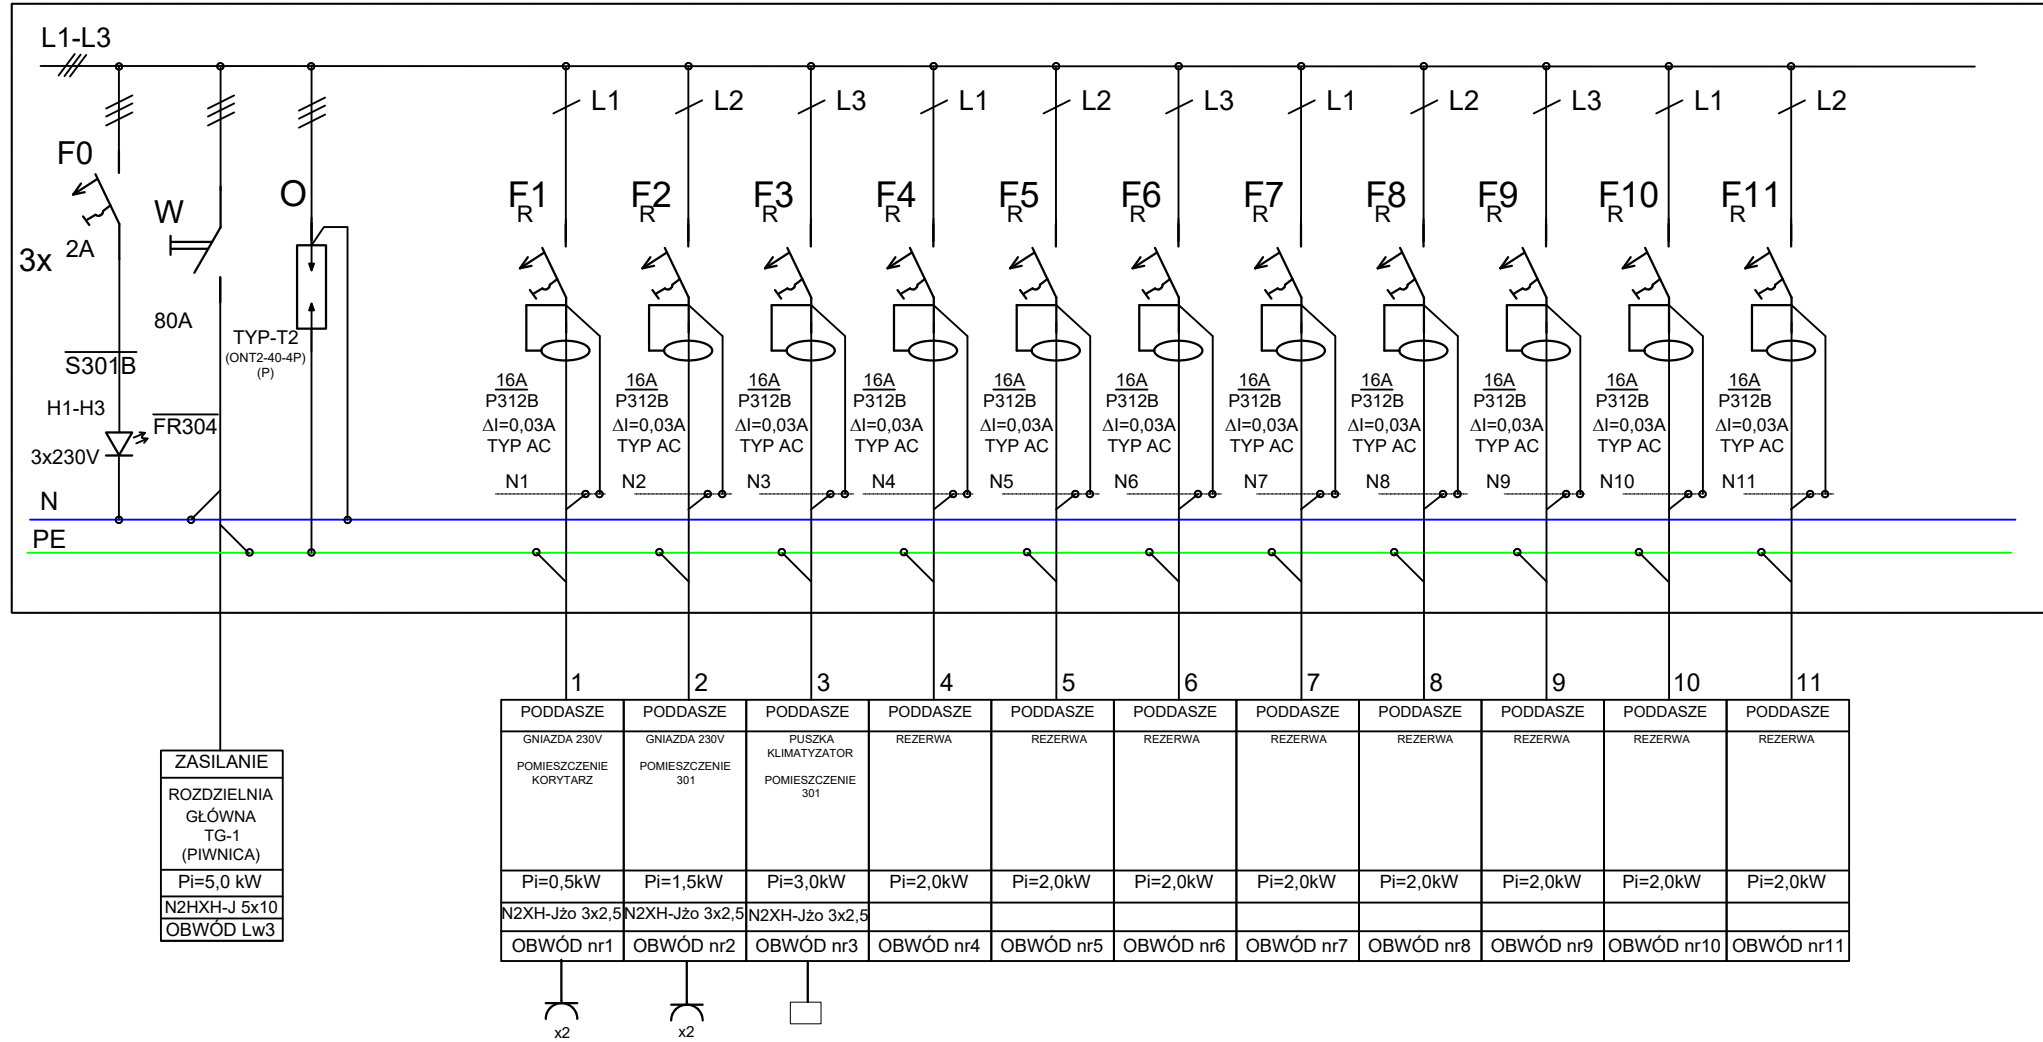 L1-L3
L1 L2 L3 L1 L2 L3 L1 L2 L3 L1 L2
F0
3x
2A
S301B
H1-H3
3x230V
W
80A
FR304
O
TYP-T2
(ONT2-40-4P)
(P)
F1 F2 F3 F4 F5 F6 F7 F8 F9 F10 F11
R R R R R R R R R R R
16A 16A 16A 16A 16A 16A 16A 16A 16A 16A 16A
P312B P312B P312B P312B P312B P312B P312B P312B P312B P312B P312B
ΔI=0,03A ΔI=0,03A ΔI=0,03A ΔI=0,03A ΔI=0,03A ΔI=0,03A ΔI=0,03A ΔI=0,03A ΔI=0,03A ΔI=0,03A ΔI=0,03A
TYP AC TYP AC TYP AC TYP AC TYP AC TYP AC TYP AC TYP AC TYP AC TYP AC TYP AC
N1 N2 N3 N4 N5 N6 N7 N8 N9 N10 N11
N
PE
ZASILANIE
ROZDZIELNIA
GŁÓWNA
TG-1
(PIWNICA)
Pi=5,0 kW
N2HXH-J 5x10
OBWÓD Lw3
1 2 3 4 5 6 7 8 9 10 11
PODDASZE PODDASZE PODDASZE PODDASZE PODDASZE PODDASZE PODDASZE PODDASZE PODDASZE PODDASZE PODDASZE
GNIAZDA 230V
POMIESZCZENIE
KORYTARZ
GNIAZDA 230V
POMIESZCZENIE
301
PUSZKA
KLIMATYZATOR
POMIESZCZENIE
301
REZERWA REZERWA REZERWA REZERWA REZERWA REZERWA REZERWA REZERWA
Pi=0,5kW Pi=1,5kW Pi=3,0kW Pi=2,0kW Pi=2,0kW Pi=2,0kW Pi=2,0kW Pi=2,0kW Pi=2,0kW Pi=2,0kW Pi=2,0kW
N2XH-Jżo 3x2,5 N2XH-Jżo 3x2,5 N2XH-Jżo 3x2,5
OBWÓD nr1 OBWÓD nr2 OBWÓD nr3 OBWÓD nr4 OBWÓD nr5 OBWÓD nr6 OBWÓD nr7 OBWÓD nr8 OBWÓD nr9 OBWÓD nr10 OBWÓD nr11
x2 x2